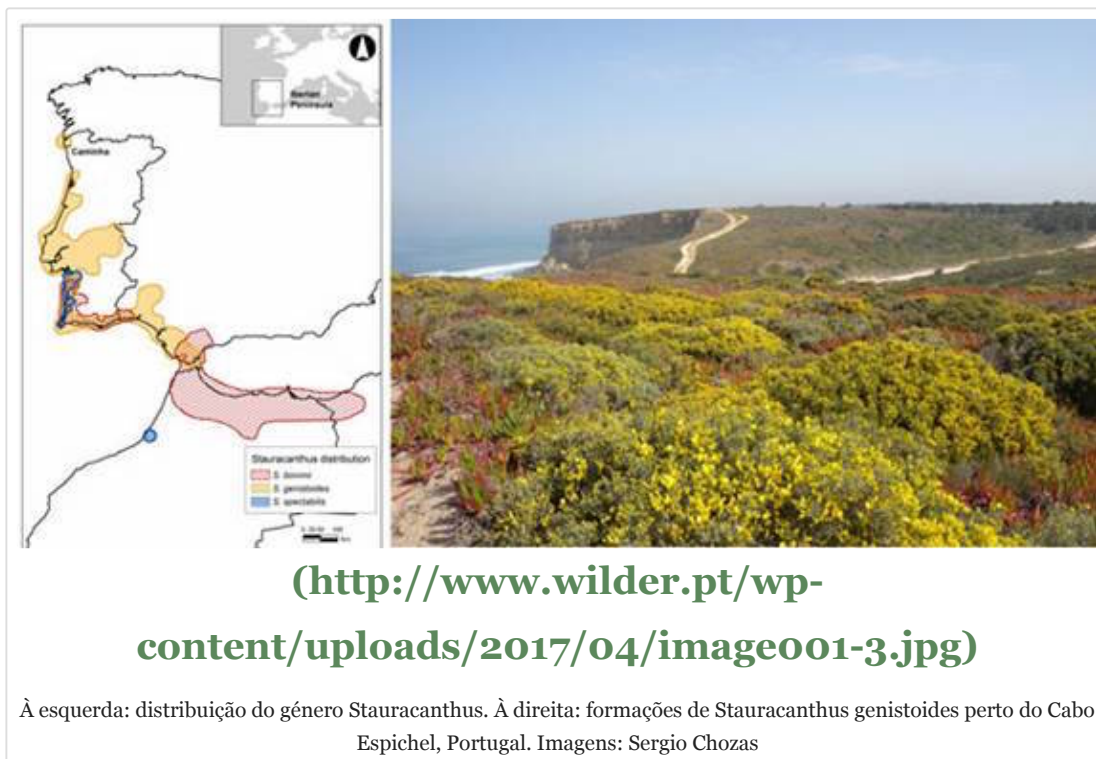 Iberian
Peninsula
Caminha
Stauracanthus distribution
S. boivinii
S. genistoides
S. spectabilis
km
(http://www.wilder.pt/wp-
content/uploads/2017/04/image001-3.jpg)
À esquerda: distribuição do género Stauracanthus. À direita: formações de Stauracanthus genistoides perto do Cabo
Espichel, Portugal. Imagens: Sergio Chozas